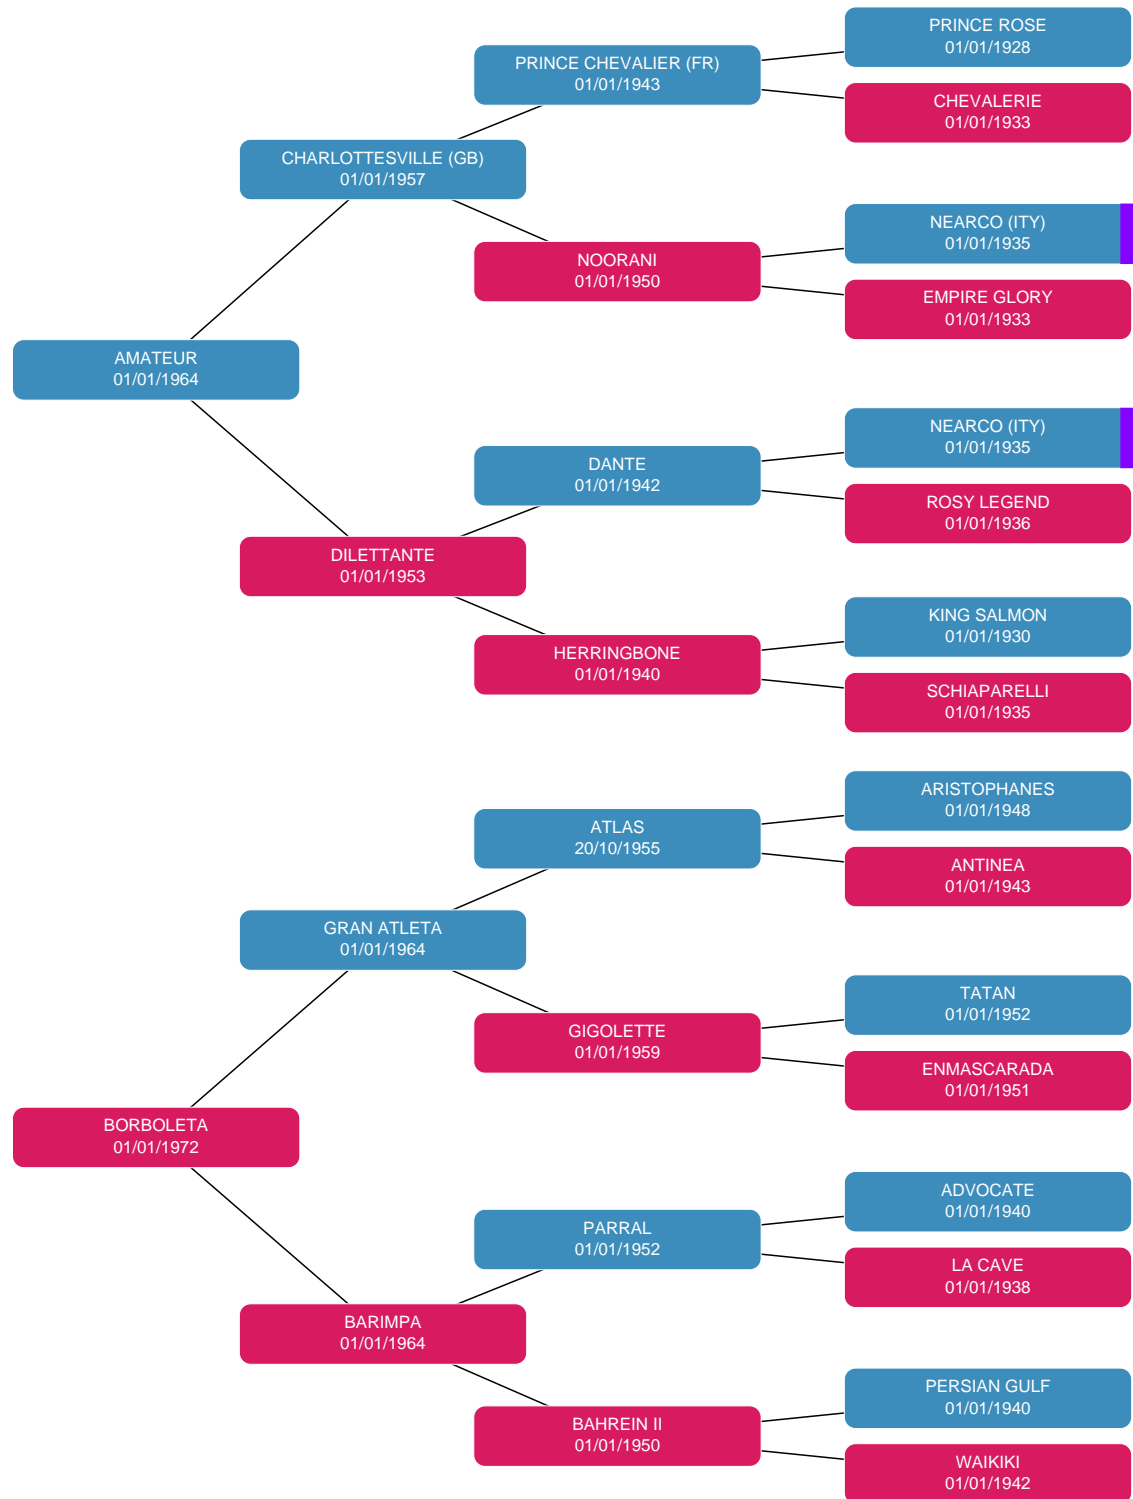 PRINCE ROSE
01/01/1928
PRINCE CHEVALIER (FR)
01/01/1943
CHEVALERIE
01/01/1933
CHARLOTTESVILLE (GB)
01/01/1957
NEARCO (ITY)
01/01/1935
NOORANI
01/01/1950
EMPIRE GLORY
01/01/1933
AMATEUR
01/01/1964
NEARCO (ITY)
01/01/1935
DANTE
01/01/1942
ROSY LEGEND
01/01/1936
DILETTANTE
01/01/1953
KING SALMON
01/01/1930
HERRINGBONE
01/01/1940
SCHIAPARELLI
01/01/1935
ARISTOPHANES
01/01/1948
ATLAS
20/10/1955
ANTINEA
01/01/1943
GRAN ATLETA
01/01/1964
TATAN
01/01/1952
GIGOLETTE
01/01/1959
ENMASCARADA
01/01/1951
BORBOLETA
01/01/1972
ADVOCATE
01/01/1940
PARRAL
01/01/1952
LA CAVE
01/01/1938
BARIMPA
01/01/1964
PERSIAN GULF
01/01/1940
BAHREIN II
01/01/1950
WAIKIKI
01/01/1942